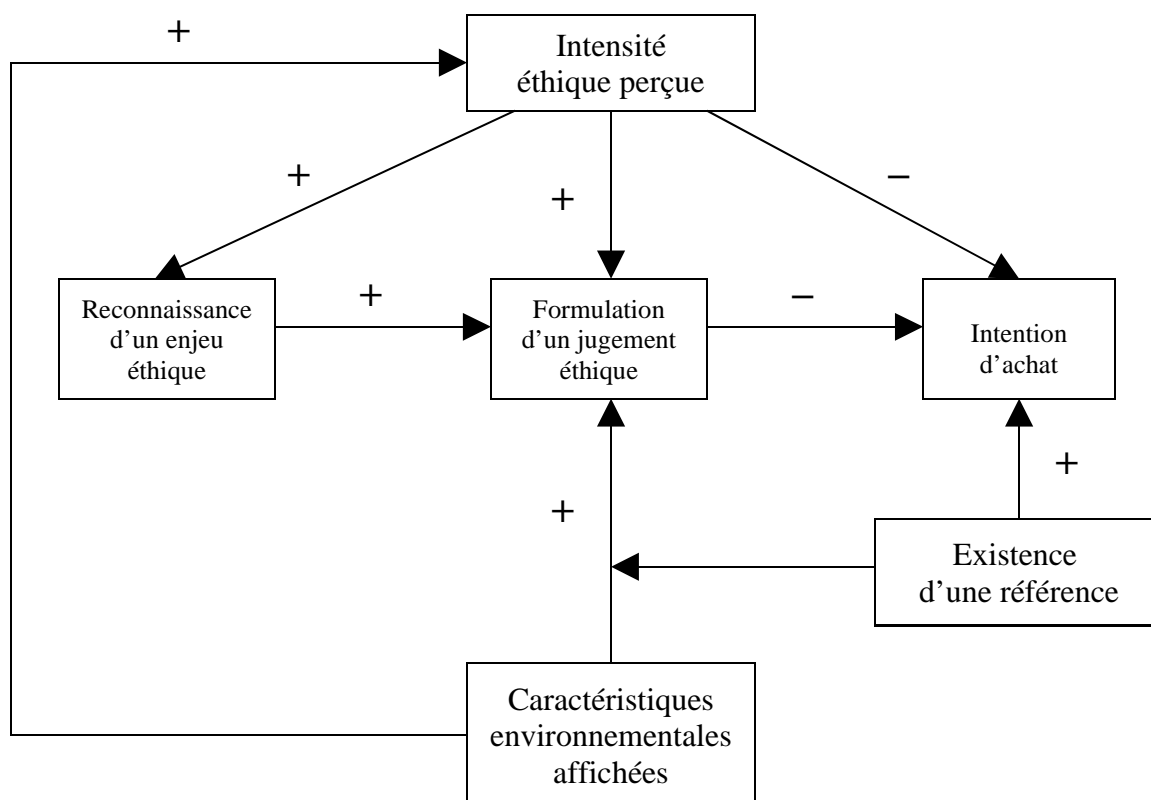 +
Intensité
éthique perçue
+
+
−
Reconnaissance
d’un enjeu
éthique
+
Formulation
d’un jugement
éthique
−
Intention
d’achat
+
+
Existence
d’une référence
Caractéristiques
environnementales
affichées